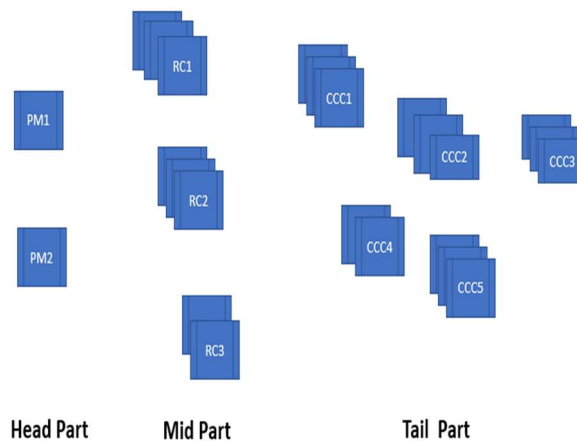 PM1
PM2
RC1
RC2
RC3
CCC1
CCC2
CCC3
CCC4
CCC5
Head Part
Mid Part
Tail Part